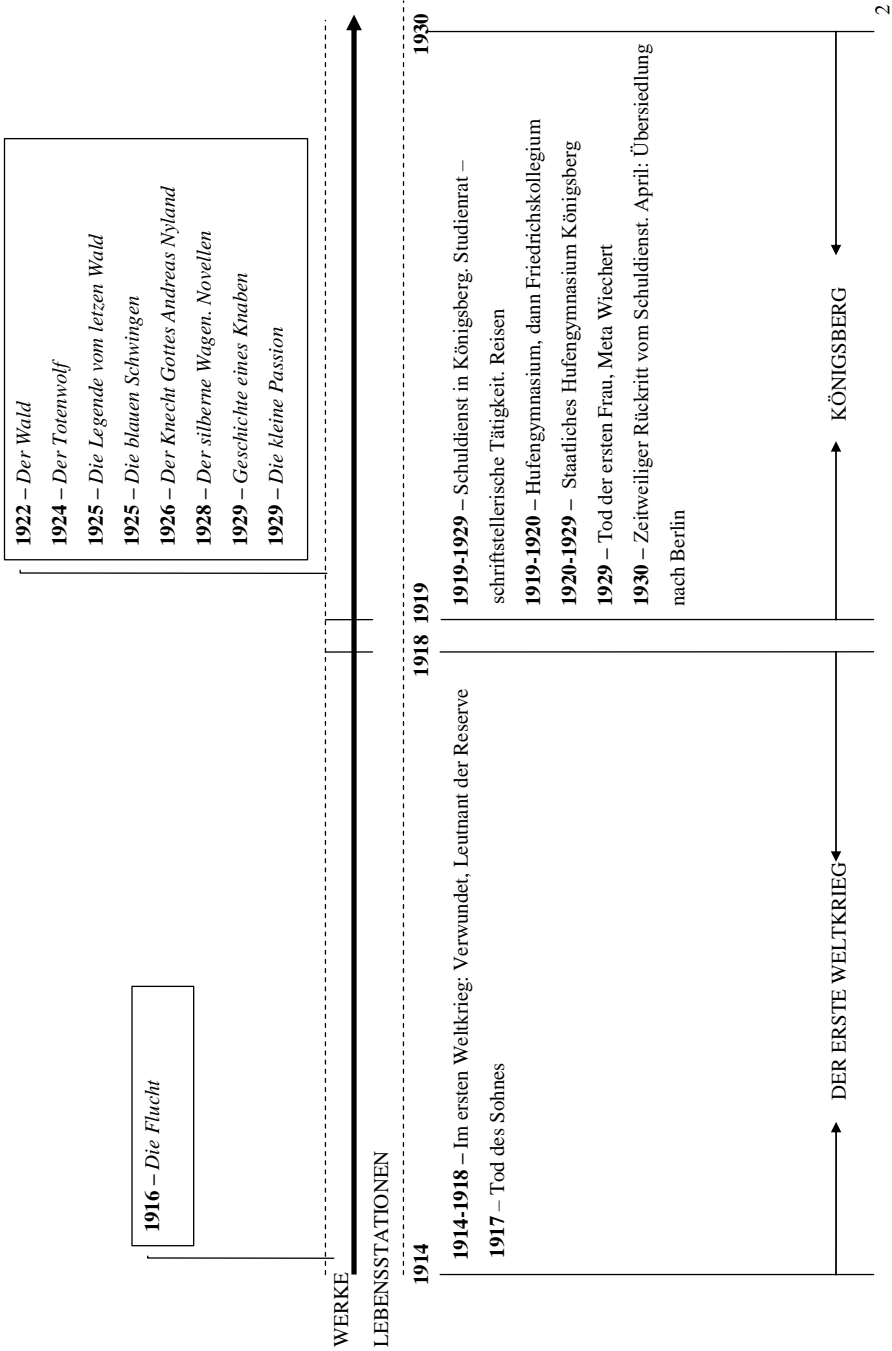 1916 – Die Flucht
1922 – Der Wald
1924 – Der Totenwolf
1925 – Die Legende vom letzen Wald
1925 – Die blauen Schwingen
1926 – Der Knecht Gottes Andreas Nyland
1928 – Der silberne Wagen. Novellen
1929 – Geschichte eines Knaben
1929 – Die kleine Passion
WERKE
LEBENSSTATIONEN
1914
1918
1919
1930
1914-1918 – Im ersten Weltkrieg: Verwundet, Leutnant der Reserve
1917 – Tod des Sohnes
1919-1929 – Schuldienst in Königsberg. Studienrat –
schriftstellerische Tätigkeit. Reisen
1919-1920 – Hufengymnasium, dann Friedrichskollegium
1920-1929 – Staatliches Hufengymnasium Königsberg
1929 – Tod der ersten Frau, Meta Wiechert
1930 – Zeitweiliger Rückritt vom Schuldienst. April: Übersiedlung
nach Berlin
DER ERSTE WELTKRIEG
KÖNIGSBERG
2